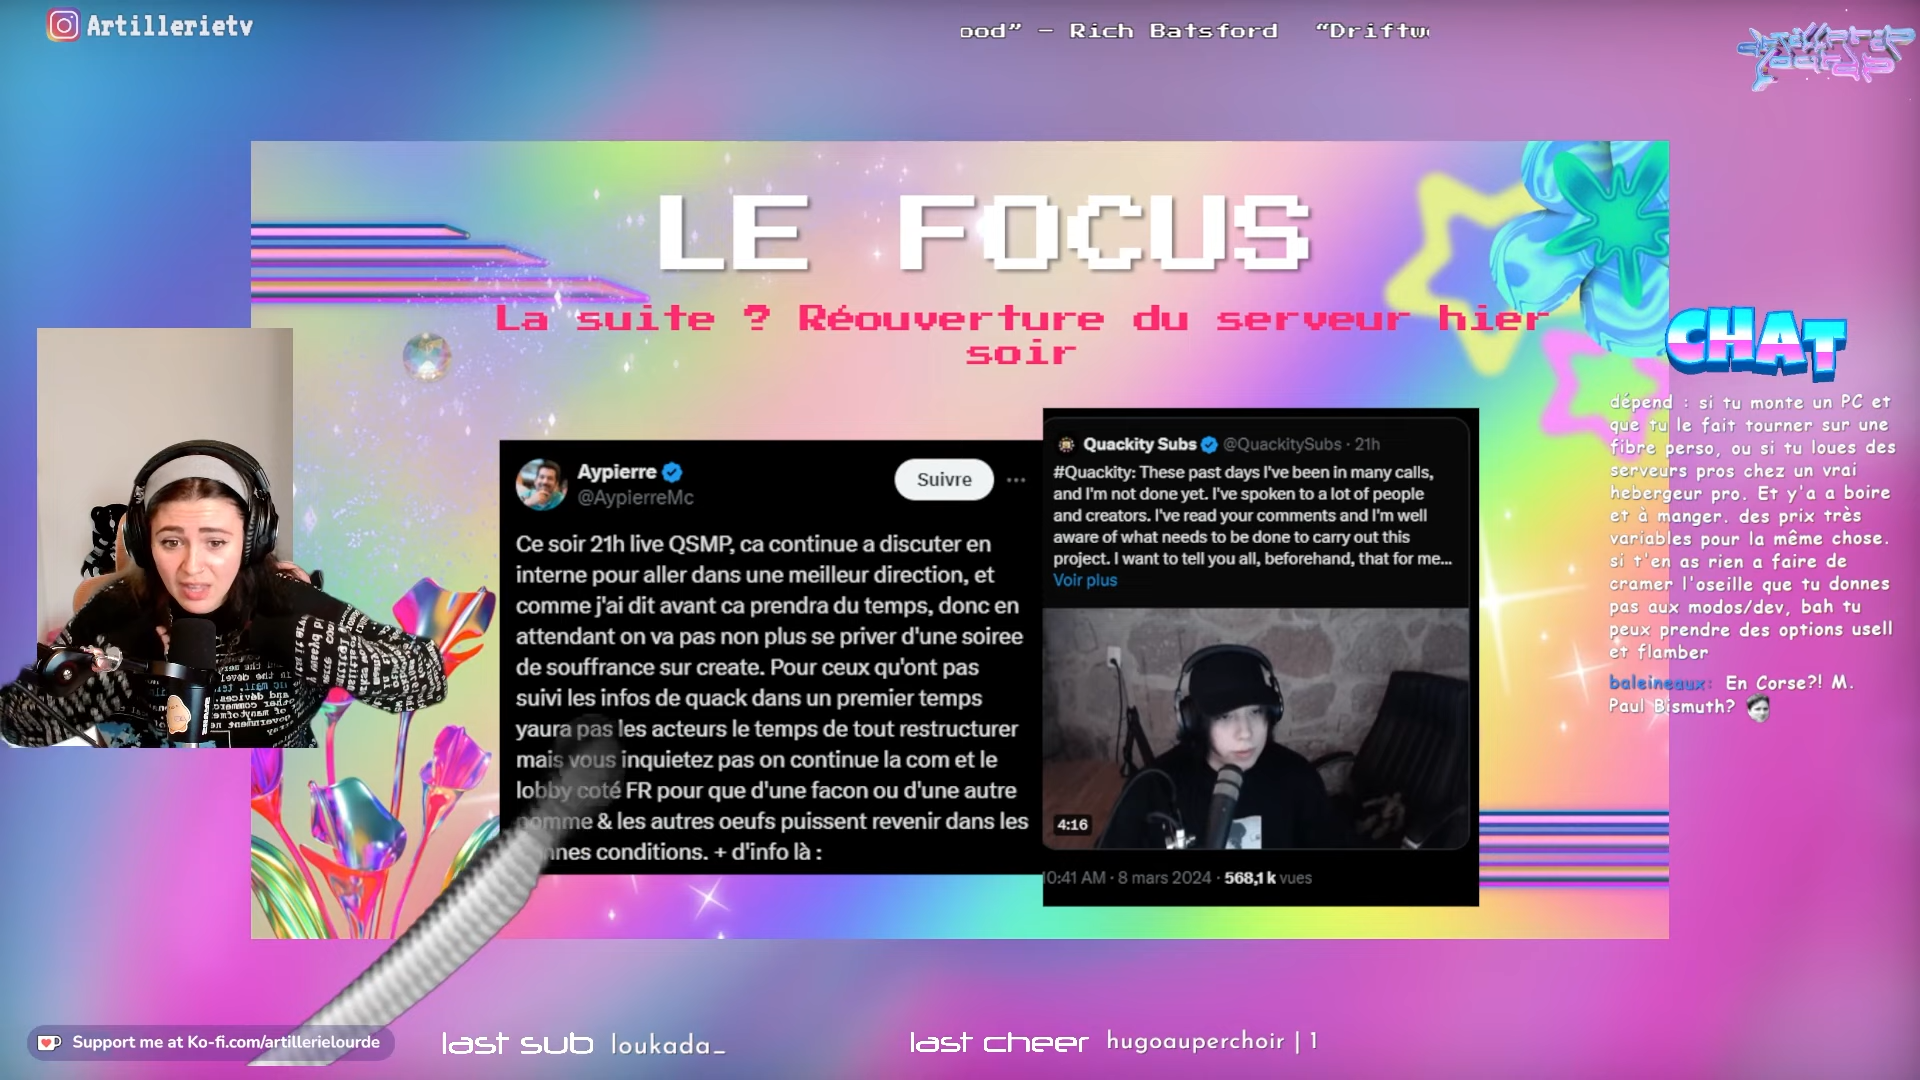 Artillerietv
ood” – Rich Batsford “Driftw
LE FOCUS
La suite ? Réouverture du serveur hier
soir
Aypierre
@AypierreMc
Suivre
Ce soir 21h live QSMP, ca continue a discuter en
interne pour aller dans une meilleur direction, et
comme j'ai dit avant ca prendra du temps, donc en
attendant on va pas non plus se priver d'une soiree
de souffrance sur create. Pour ceux qu'ont pas
suivi les infos de quack dans un premier temps
yaura pas les acteurs le temps de tout restructurer
mais vous inquietez pas on continue la com et le
lobby coté FR pour que d'une facon ou d'une autre
pomme & les autres oeufs puissent revenir dans les
nnes conditions. + d'info là :
Quackity Subs @QuackitySubs · 21h
#Quackity: These past days I've been in many calls,
and I'm not done yet. I've spoken to a lot of people
and creators. I've read your comments and I'm well
aware of what needs to be done to carry out this
project. I want to tell you all, beforehand, that for me...
Voir plus
4:16
10:41 AM · 8 mars 2024 · 568,1 k vues
CHAT
dépend : si tu monte un PC et
que tu le fait tourner sur une
fibre perso, ou si tu loues des
serveurs pros chez un vrai
hebergeur pro. Et y'a a boire
et à manger. des prix très
variables pour la même chose.
si t'en as rien a faire de
cramer l'oseille que tu donnes
pas aux modos/dev, bah tu
peux prendre des options usell
et flamber
baleineaux: En Corse?! M.
Paul Bismuth?
Support me at Ko-fi.com/artillerielourde
last sub loukada_
last cheer hugoauperchoir | 1